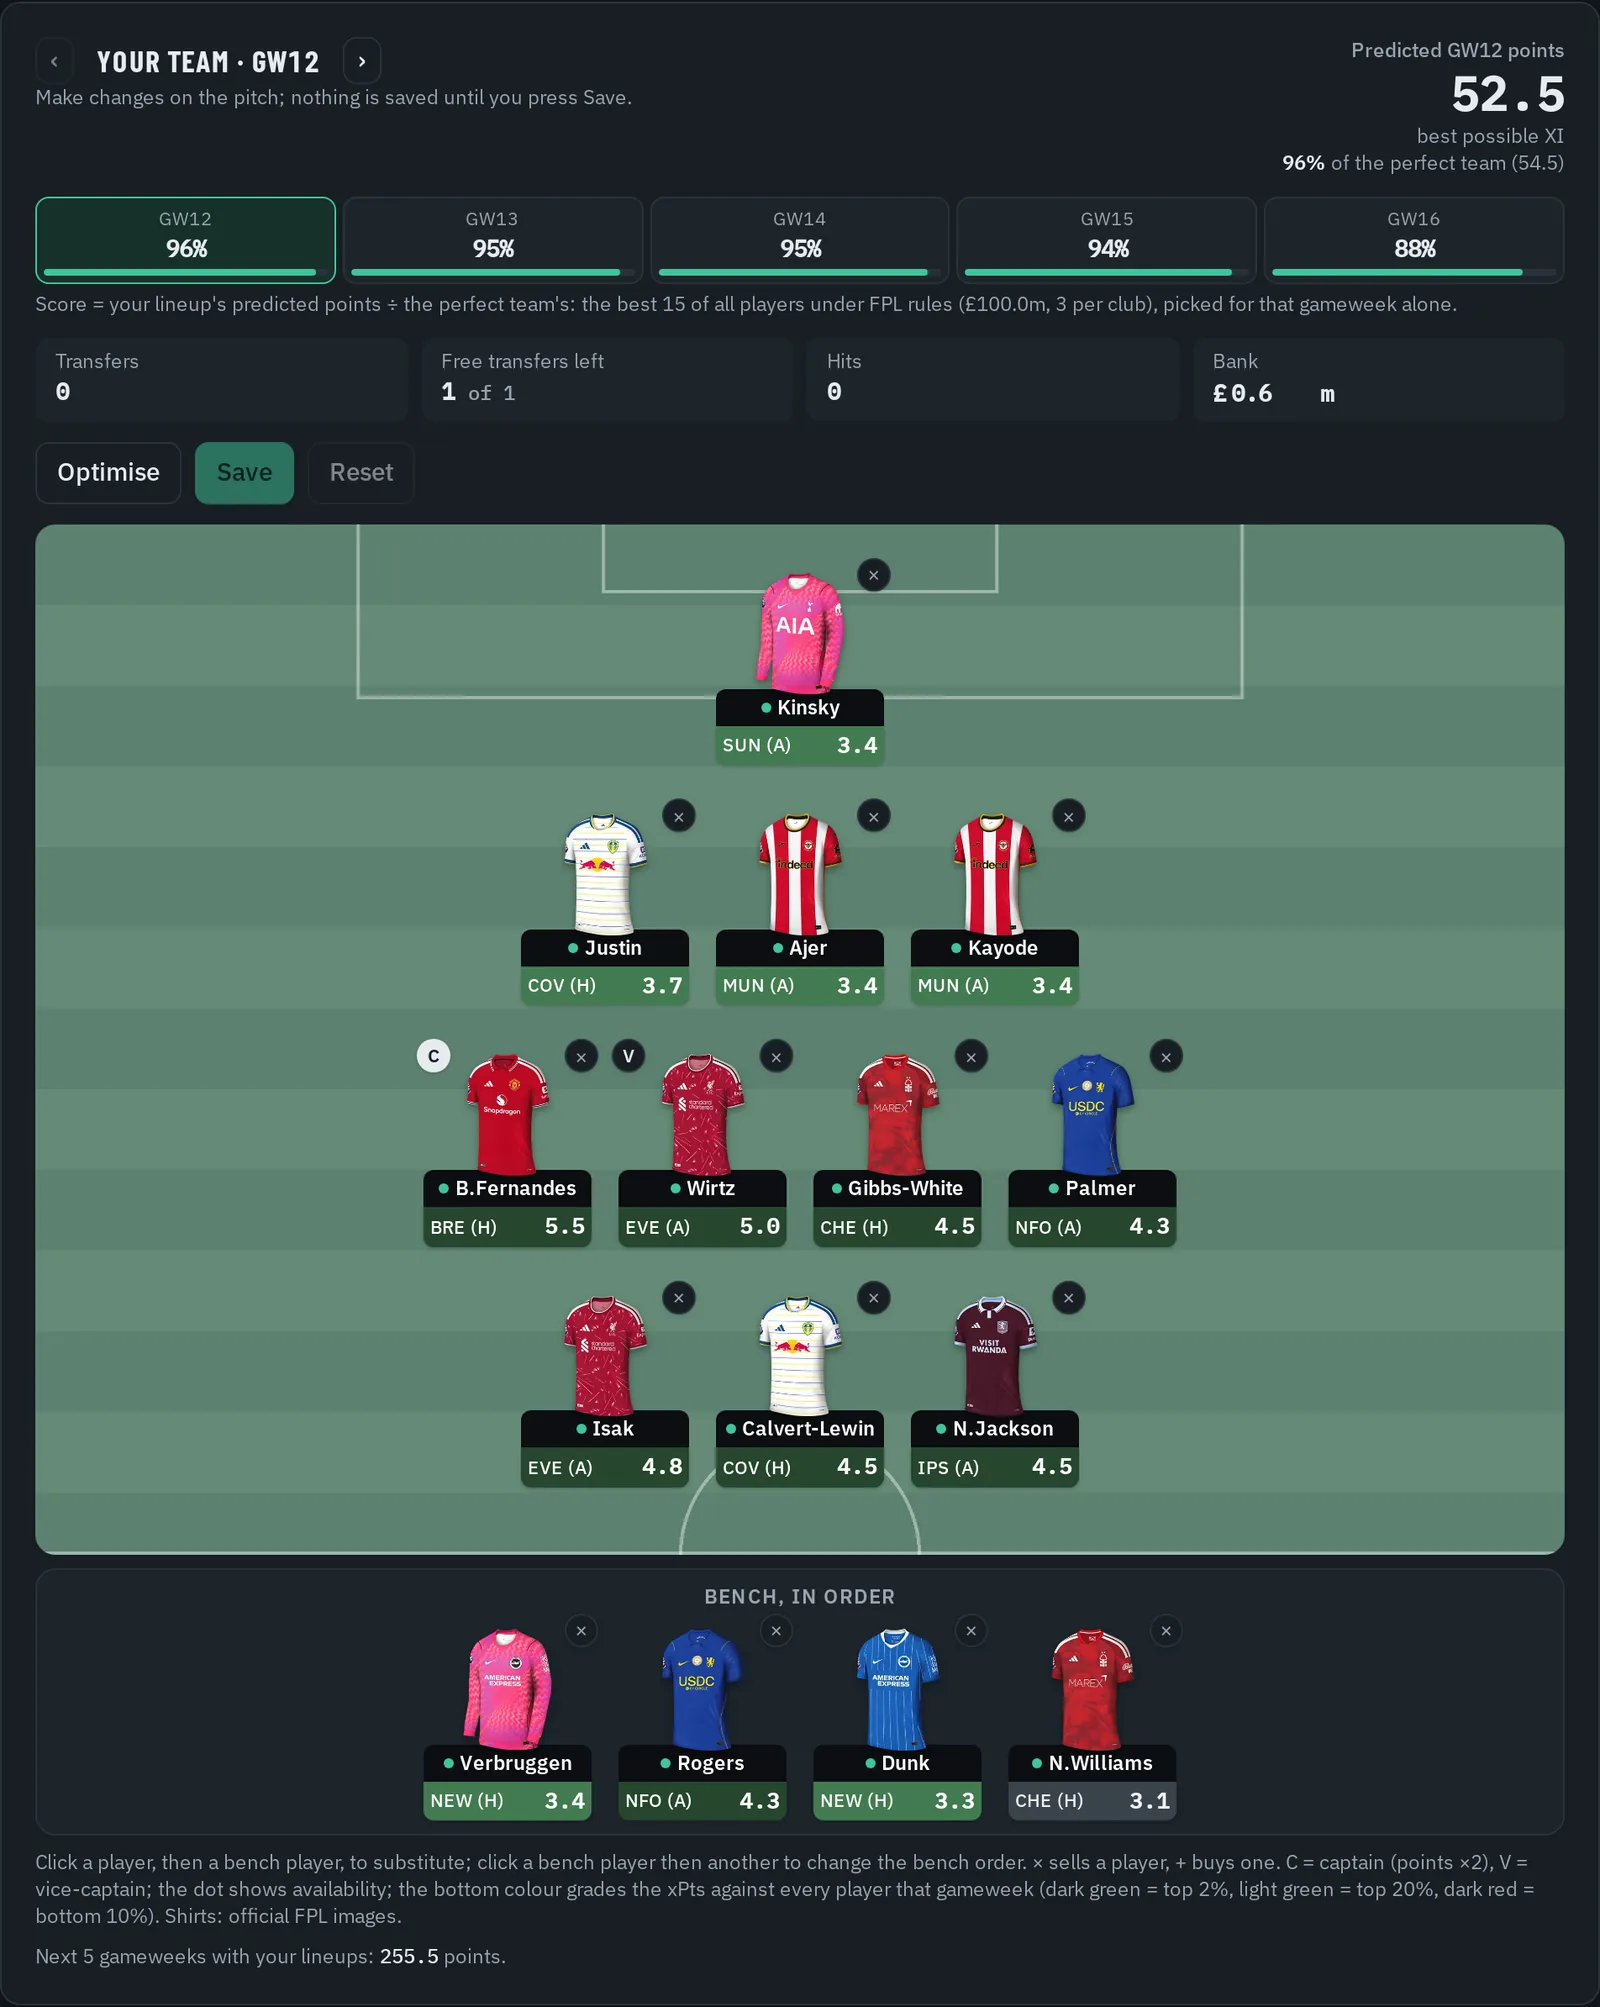 ‹ YOUR TEAM · GW12 ›
Make changes on the pitch; nothing is saved until you press Save.
Predicted GW12 points
52.5
best possible XI
96% of the perfect team (54.5)
GW12 GW13 GW14 GW15 GW16
96% 95% 95% 94% 88%
Score = your lineup's predicted points ÷ the perfect team's: the best 15 of all players under FPL rules (£100.0m, 3 per club), picked for that gameweek alone.
Transfers Free transfers left Hits Bank
0 1 of 1 0 £0.6 m
Optimise Save Reset
×
AIA
Kinsky
SUN (A) 3.4
× × ×
indeed indeed
Justin Ajer Kayode
COV (H) 3.7 MUN (A) 3.4 MUN (A) 3.4
C × V × × ×
Snapdragon
standard chartered
MAREX
USDC
B.Fernandes Wirtz Gibbs-White Palmer
BRE (H) 5.5 EVE (A) 5.0 CHE (H) 4.5 NFO (A) 4.3
× × ×
standard chartered
VISIT
RWANDA
Isak Calvert-Lewin N.Jackson
EVE (A) 4.8 COV (H) 4.5 IPS (A) 4.5
BENCH, IN ORDER
× × × ×
AMERICAN EXPRESS
USDC
AMERICAN EXPRESS
MAREX
Verbruggen Rogers Dunk N.Williams
NEW (H) 3.4 NFO (A) 4.3 NEW (H) 3.3 CHE (H) 3.1
Click a player, then a bench player, to substitute; click a bench player then another to change the bench order. × sells a player, + buys one. C = captain (points ×2), V =
vice-captain; the dot shows availability; the bottom colour grades the xPts against every player that gameweek (dark green = top 2%, light green = top 20%, dark red =
bottom 10%). Shirts: official FPL images.
Next 5 gameweeks with your lineups: 255.5 points.